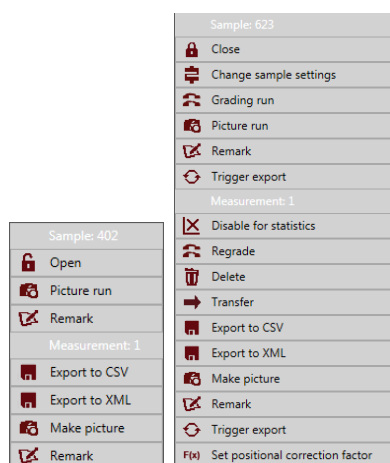 Sample: 402
Open
Picture run
Remark
Measurement: 1
Export to CSV
Export to XML
Make picture
Remark
Sample: 623
Close
Change sample settings
Grading run
Picture run
Remark
Trigger export
Measurement: 1
Disable for statistics
Regrade
Delete
Transfer
Export to CSV
Export to XML
Make picture
Remark
Trigger export
F(x) Set positional correction factor